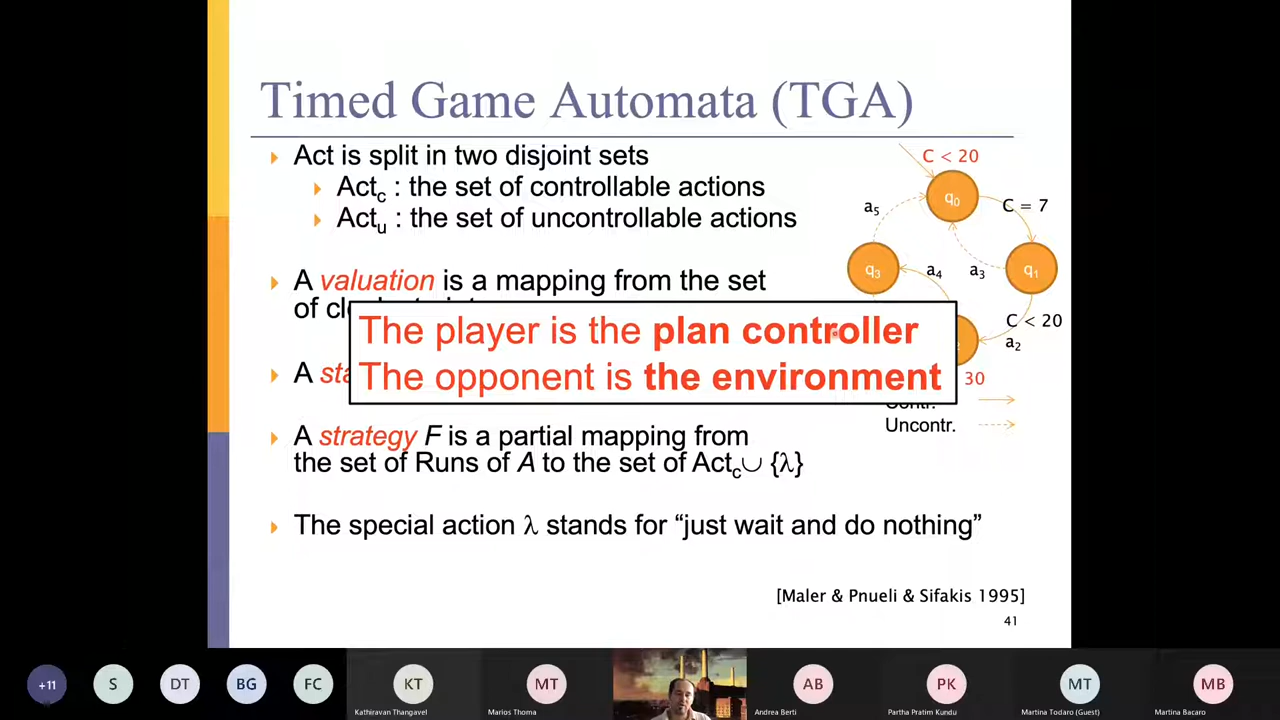 Timed Game Automata (TGA)
Act is split in two disjoint sets
Actc : the set of controllable actions
Actu : the set of uncontrollable actions
A valuation is a mapping from the set
of
A
The player is the plan controller
The opponent is the environment
A strategy F is a partial mapping from
the set of Runs of A to the set of Actc∪ {λ}
The special action λ stands for “just wait and do nothing”
C < 20
q0
a5
C = 7
q3
a4
a3
q1
C < 20
a2
30
Contr.
Uncontr.
[Maler & Pnueli & Sifakis 1995]
41
+11
S
DT
BG
FC
KT
Kathiravan Thangavel
MT
Marios Thoma
AB
Andrea Berti
PK
Partha Pratim Kundu
MT
Martina Todaro (Guest)
MB
Martina Bacaro